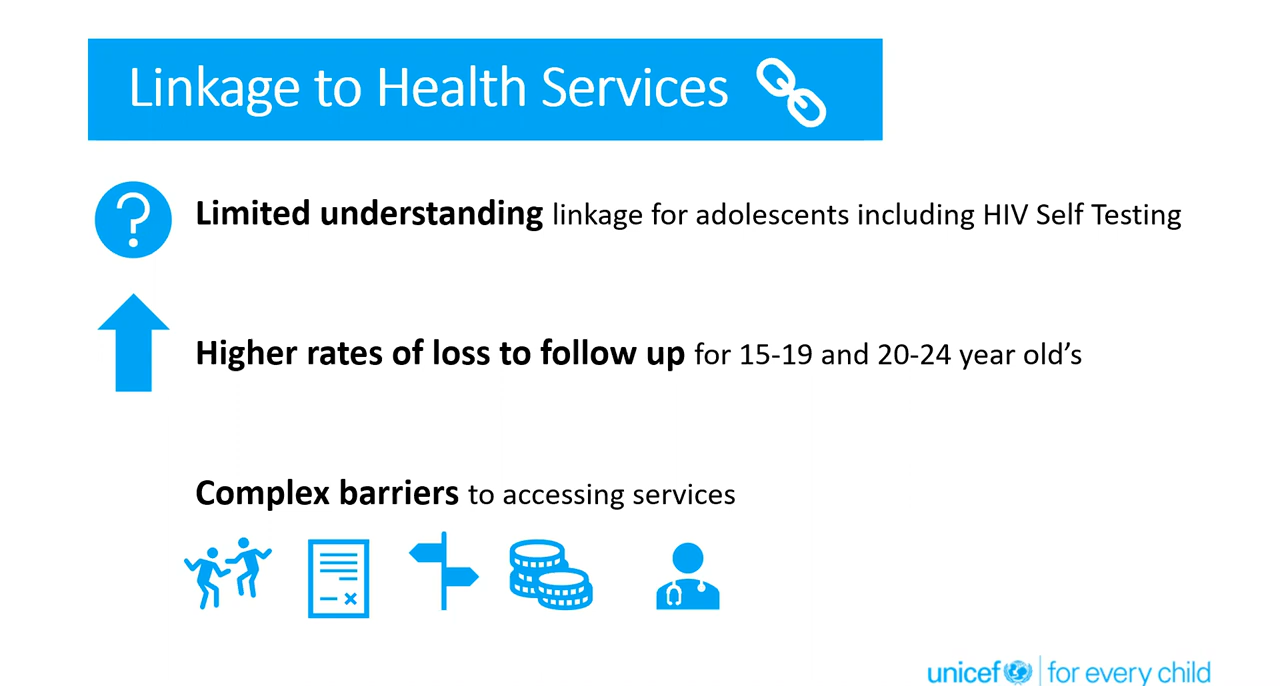 Linkage to Health Services
Limited understanding linkage for adolescents including HIV Self Testing
Higher rates of loss to follow up for 15-19 and 20-24 year old’s
Complex barriers to accessing services
unicef | for every child